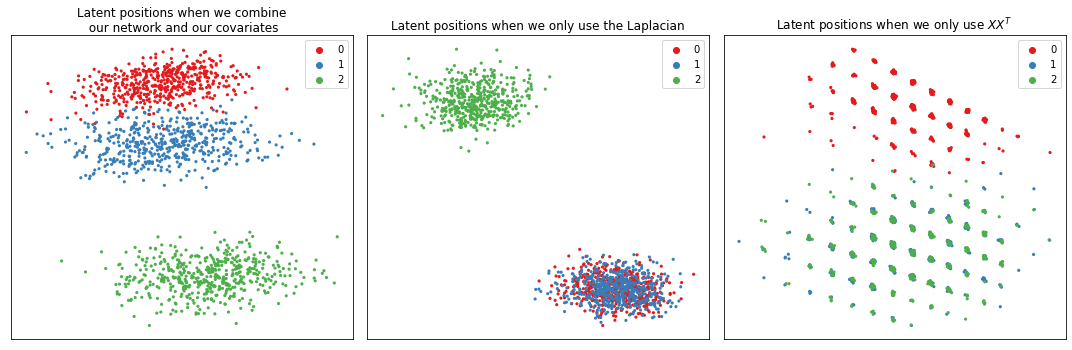 Latent positions when we combine
our network and our covariates
0
1
2
Latent positions when we only use the Laplacian
0
1
2
Latent positions when we only use XXᵀ
0
1
2